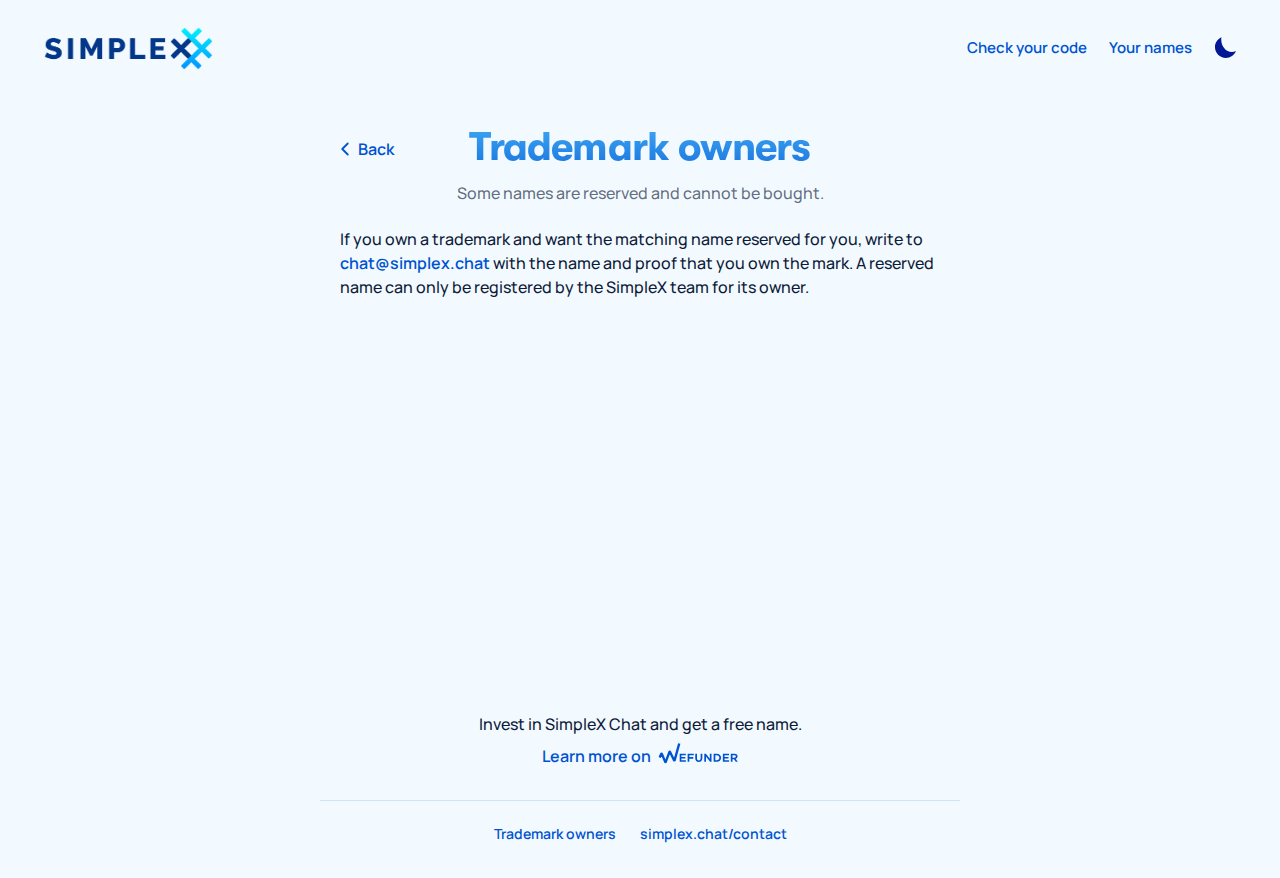 SIMPLEX
Check your code
Your names
Back
Trademark owners
Some names are reserved and cannot be bought.
If you own a trademark and want the matching name reserved for you, write to
chat@simplex.chat with the name and proof that you own the mark. A reserved
name can only be registered by the SimpleX team for its owner.
Invest in SimpleX Chat and get a free name.
Learn more on WEFUNDER
Trademark owners
simplex.chat/contact